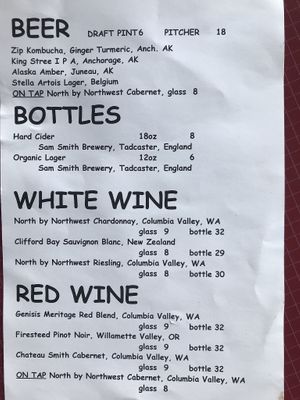 BEER DRAFT PINT 6 PITCHER 18
Zip Kombucha, Ginger Turmeric, Anch. AK
King Stree I P A, Anchorage, AK
Alaska Amber, Juneau, AK
Stella Artois Lager, Belgium
ON TAP North by Northwest Cabernet, glass 8
BOTTLES
Hard Cider 18oz 8
Sam Smith Brewery, Tadcaster, England
Organic Lager 12oz 6
Sam Smith Brewery, Tadcaster, England
WHITE WINE
North by Northwest Chardonnay, Columbia Valley, WA
glass 9 bottle 32
Clifford Bay Sauvignon Blanc, New Zealand
glass 8 bottle 29
North by Northwest Riesling, Columbia Valley, WA
glass 8 bottle 30
RED WINE
Genisis Meritage Red Blend, Columbia Valley, WA
glass 9 bottle 32
Firesteed Pinot Noir, Willamette Valley, OR
glass 9 bottle 32
Chateau Smith Cabernet, Columbia Valley, WA
glass 9 bottle 32
ON TAP North by Northwest Cabernet, Columbia Valley, WA
glass 8